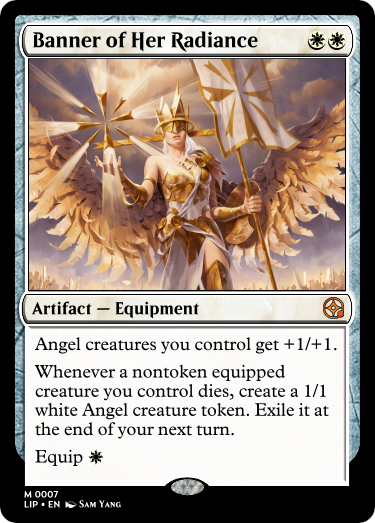 Banner of Her Radiance
Artifact — Equipment
Angel creatures you control get +1/+1.
Whenever a nontoken equipped
creature you control dies, create a 1/1
white Angel creature token. Exile it at
the end of your next turn.
Equip
M 0007
LIP • EN Sam Yang